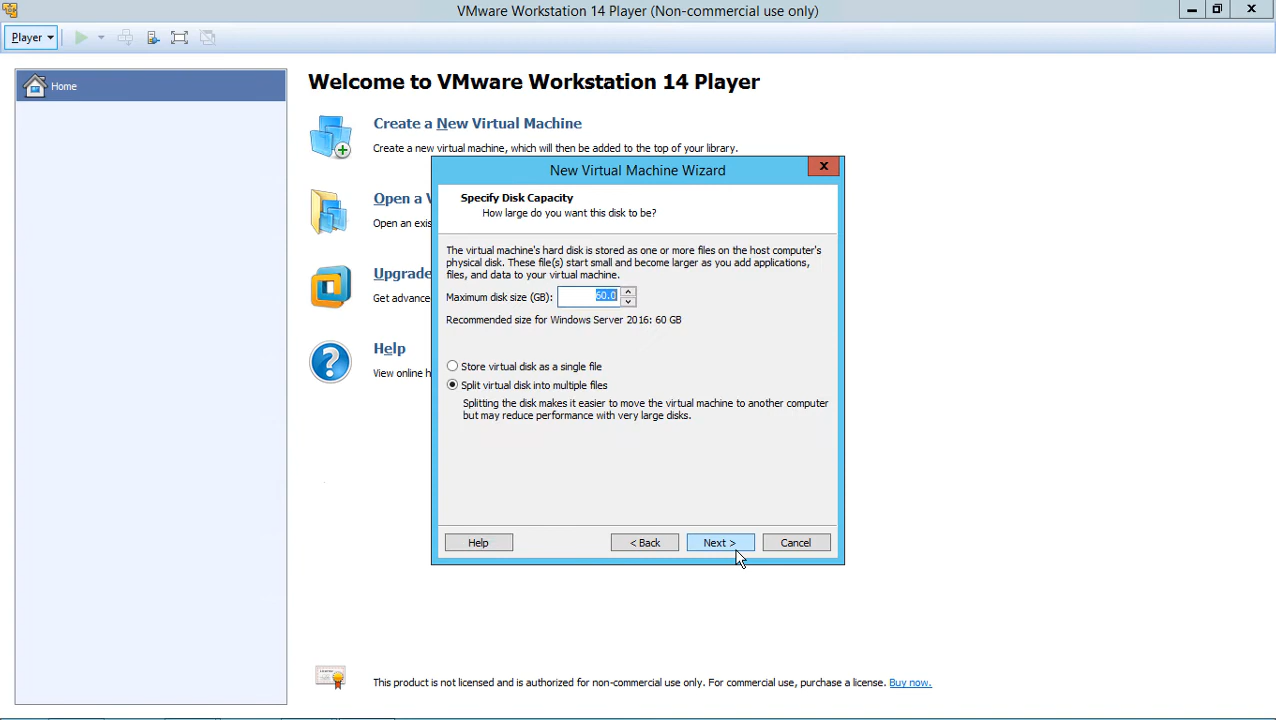 VMware Workstation 14 Player (Non-commercial use only)
Player
Home
Welcome to VMware Workstation 14 Player
Create a New Virtual Machine
Create a new virtual machine, which will then be added to the top of your library.
Open a V
Open an exis
Upgrade
Get advance
Help
View online h
New Virtual Machine Wizard
X
Specify Disk Capacity
How large do you want this disk to be?
The virtual machine's hard disk is stored as one or more files on the host computer's
physical disk. These file(s) start small and become larger as you add applications,
files, and data to your virtual machine.
Maximum disk size (GB): 60.0
Recommended size for Windows Server 2016: 60 GB
Store virtual disk as a single file
Split virtual disk into multiple files
Splitting the disk makes it easier to move the virtual machine to another computer
but may reduce performance with very large disks.
Help < Back Next > Cancel
This product is not licensed and is authorized for non-commercial use only. For commercial use, purchase a license. Buy now.